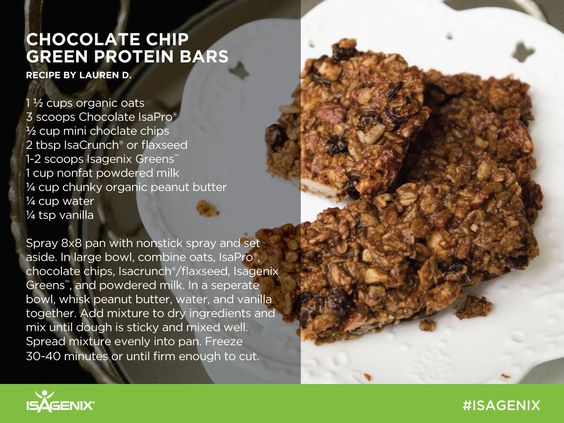 CHOCOLATE CHIP
GREEN PROTEIN BARS
RECIPE BY LAUREN D.
1 ½ cups organic oats
3 scoops Chocolate IsaPro®
½ cup mini choclate chips
2 tbsp IsaCrunch® or flaxseed
1-2 scoops Isagenix Greens™
1 cup nonfat powdered milk
¼ cup chunky organic peanut butter
¼ cup water
¼ tsp vanilla
Spray 8x8 pan with nonstick spray and set
aside. In large bowl, combine oats, IsaPro®,
chocolate chips, Isacrunch®/flaxseed, Isagenix
Greens™, and powdered milk. In a seperate
bowl, whisk peanut butter, water, and vanilla
together. Add mixture to dry ingredients and
mix until dough is sticky and mixed well.
Spread mixture evenly into pan. Freeze
30-40 minutes or until firm enough to cut.
ISAGENIX®
#ISAGENIX